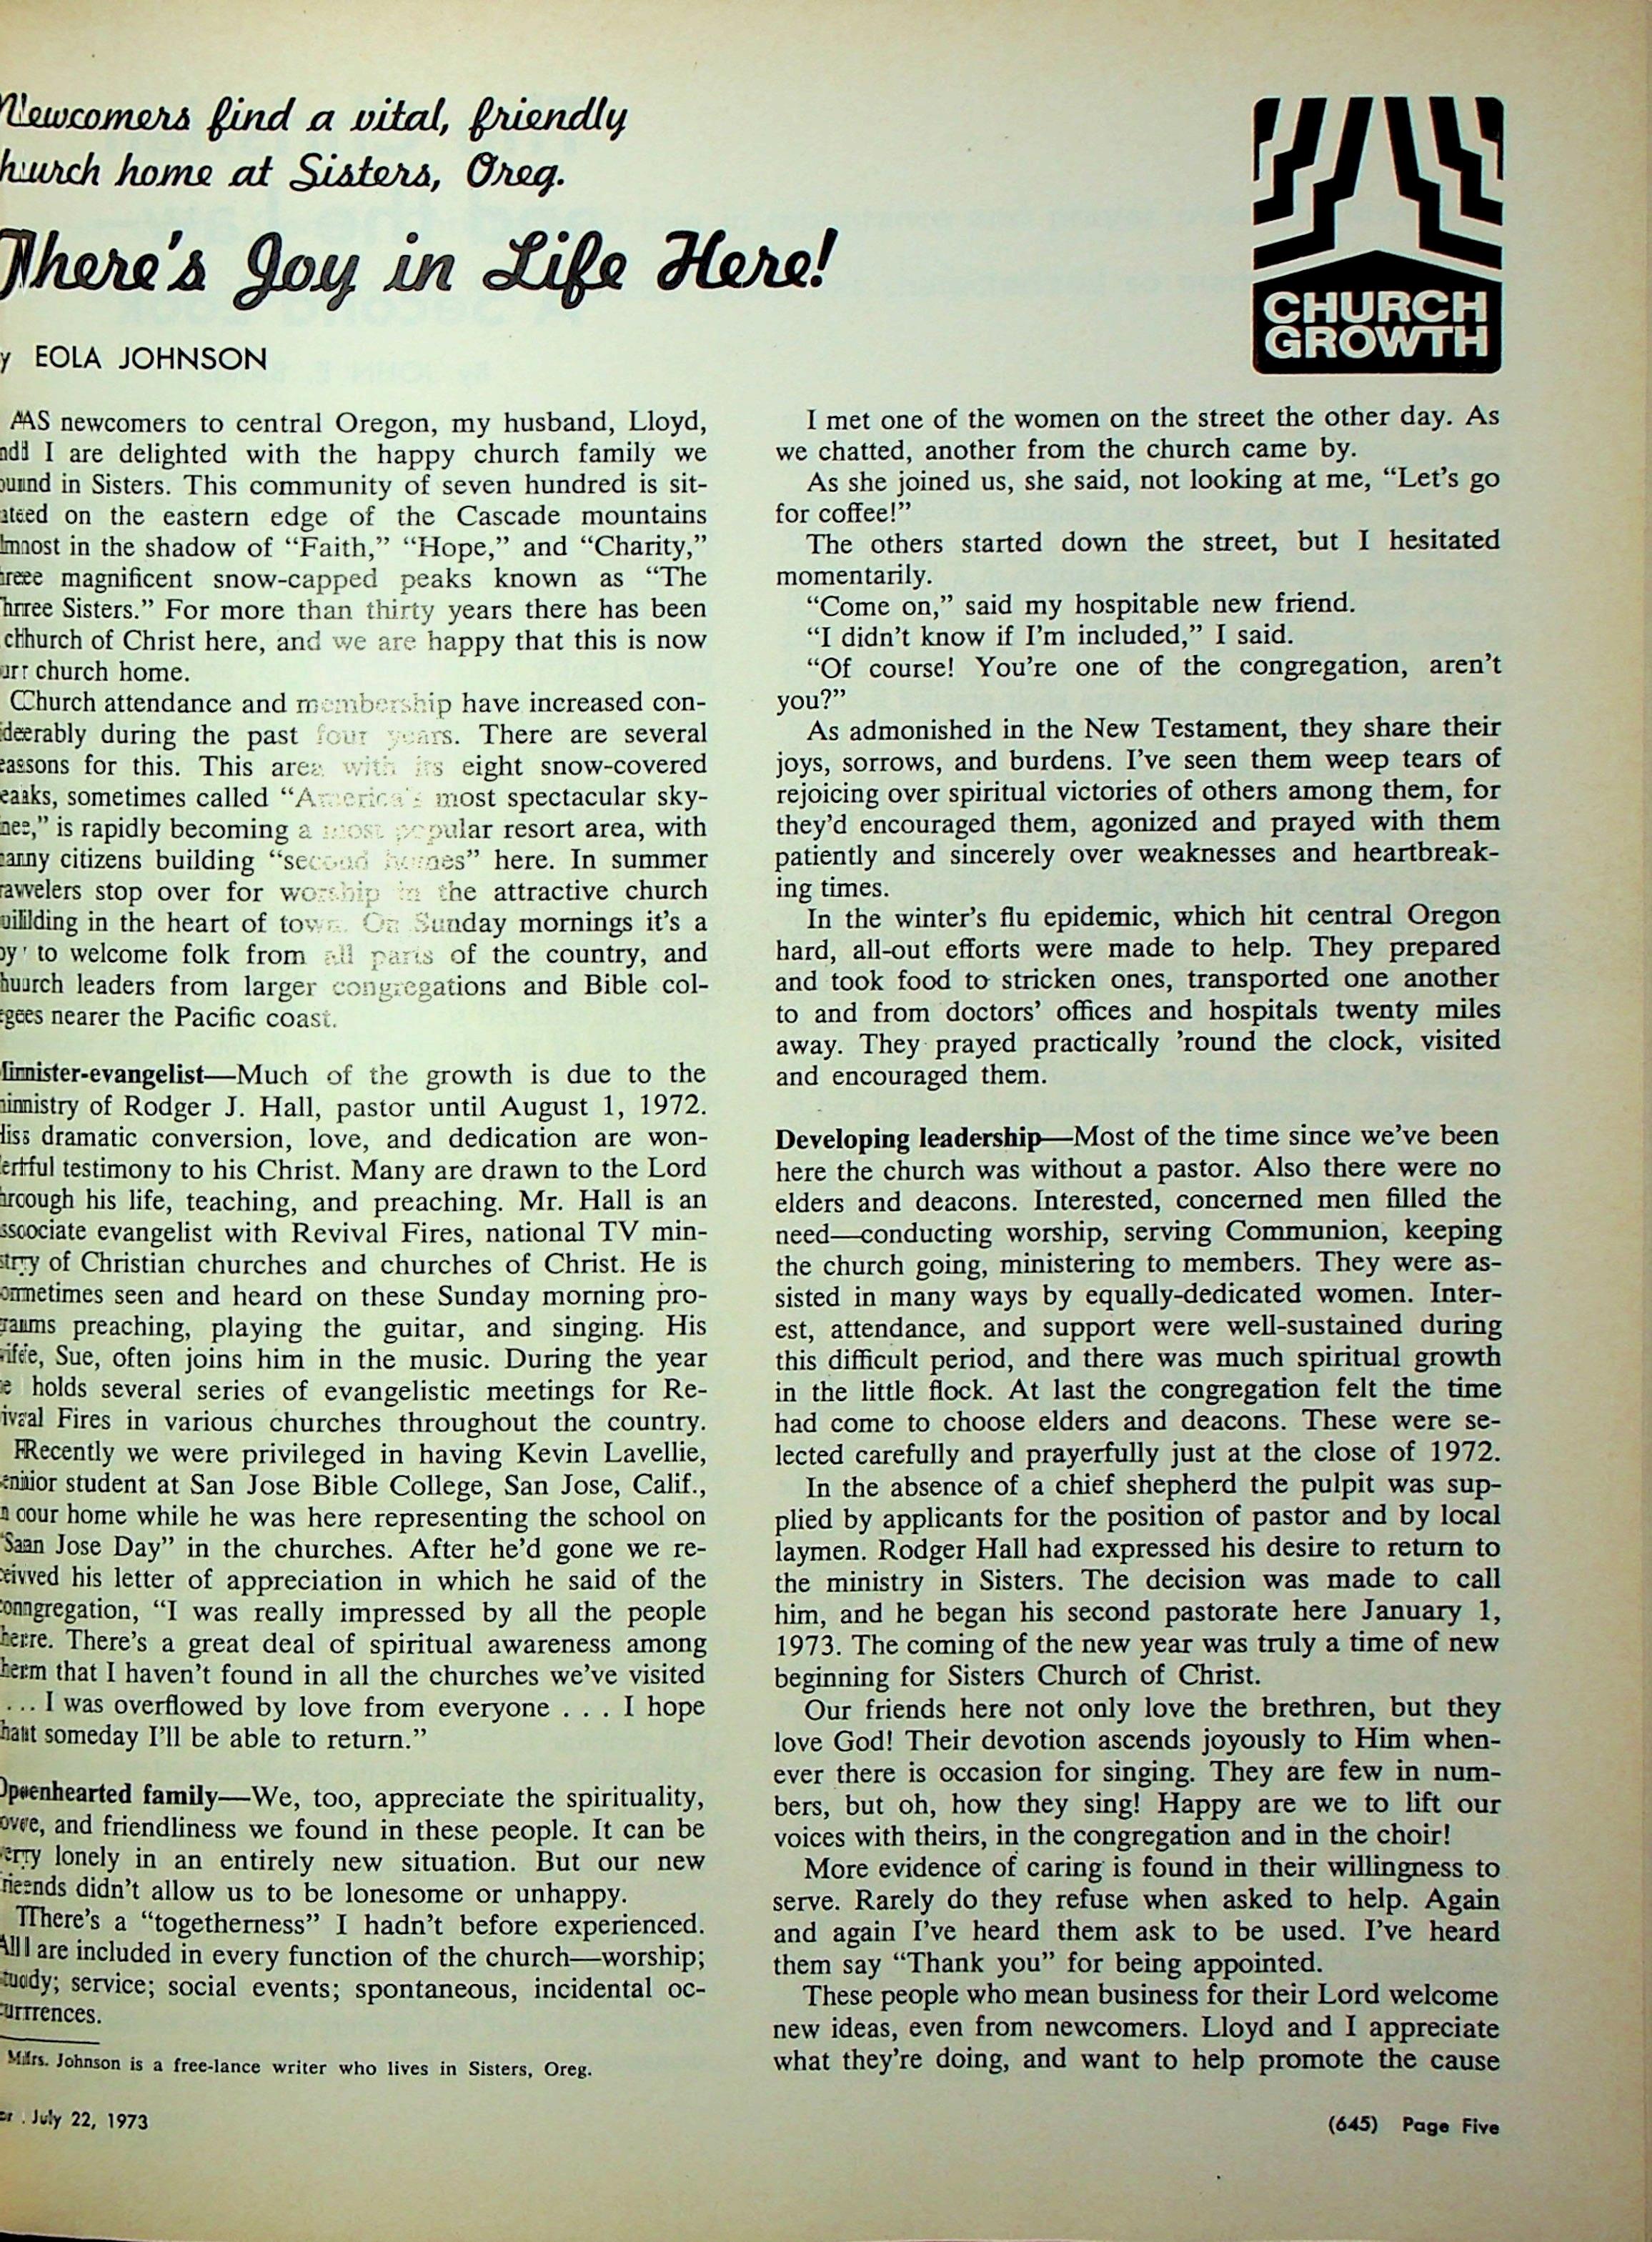 Newcomers find a vital, friendly
church home at Sisters, Oreg.
There's Joy in Life Here!
by EOLA JOHNSON
CHURCH
GROWTH
AS newcomers to central Oregon, my husband, Lloyd,
and I are delighted with the happy church family we
found in Sisters. This community of seven hundred is sit-
uated on the eastern edge of the Cascade mountains
almost in the shadow of “Faith,” “Hope,” and “Charity,”
three magnificent snow-capped peaks known as “The
Three Sisters.” For more than thirty years there has been
church of Christ here, and we are happy that this is now
our church home.
Church attendance and membership have increased con-
siderably during the past four years. There are several
reasons for this. This area with its eight snow-covered
peaks, sometimes called “America's most spectacular sky-
line,” is rapidly becoming a most popular resort area, with
many citizens building “second homes” here. In summer
travelers stop over for worship in the attractive church
building in the heart of town. On Sunday mornings it's a
joy to welcome folk from all parts of the country, and
church leaders from larger congregations and Bible col-
leges nearer the Pacific coast.
Minister-evangelist—Much of the growth is due to the
ministry of Rodger J. Hall, pastor until August 1, 1972.
His dramatic conversion, love, and dedication are won-
derful testimony to his Christ. Many are drawn to the Lord
through his life, teaching, and preaching. Mr. Hall is an
associate evangelist with Revival Fires, national TV min-
istry of Christian churches and churches of Christ. He is
sometimes seen and heard on these Sunday morning pro-
grams preaching, playing the guitar, and singing. His
wife, Sue, often joins him in the music. During the year
he holds several series of evangelistic meetings for Re-
vival Fires in various churches throughout the country.
Recently we were privileged in having Kevin Lavellie,
senior student at San Jose Bible College, San Jose, Calif.,
in our home while he was here representing the school on
“San Jose Day” in the churches. After he'd gone we re-
ceived his letter of appreciation in which he said of the
congregation, “I was really impressed by all the people
here. There's a great deal of spiritual awareness among
them that I haven't found in all the churches we've visited
... I was overflowed by love from everyone . . . I hope
that someday I'll be able to return.”
Openhearted family—We, too, appreciate the spirituality,
love, and friendliness we found in these people. It can be
very lonely in an entirely new situation. But our new
friends didn't allow us to be lonesome or unhappy.
There's a “togetherness” I hadn't before experienced.
All are included in every function of the church—worship;
study; service; social events; spontaneous, incidental oc-
currences.
Mrs. Johnson is a free-lance writer who lives in Sisters, Oreg.
I met one of the women on the street the other day. As
we chatted, another from the church came by.
As she joined us, she said, not looking at me, “Let's go
for coffee!”
The others started down the street, but I hesitated
momentarily.
“Come on,” said my hospitable new friend.
“I didn't know if I'm included,” I said.
“Of course! You're one of the congregation, aren't
you?”
As admonished in the New Testament, they share their
joys, sorrows, and burdens. I've seen them weep tears of
rejoicing over spiritual victories of others among them, for
they'd encouraged them, agonized and prayed with them
patiently and sincerely over weaknesses and heartbreak-
ing times.
In the winter's flu epidemic, which hit central Oregon
hard, all-out efforts were made to help. They prepared
and took food to stricken ones, transported one another
to and from doctors' offices and hospitals twenty miles
away. They prayed practically 'round the clock, visited
and encouraged them.
Developing leadership—Most of the time since we've been
here the church was without a pastor. Also there were no
elders and deacons. Interested, concerned men filled the
need—conducting worship, serving Communion, keeping
the church going, ministering to members. They were as-
sisted in many ways by equally-dedicated women. Inter-
est, attendance, and support were well-sustained during
this difficult period, and there was much spiritual growth
in the little flock. At last the congregation felt the time
had come to choose elders and deacons. These were se-
lected carefully and prayerfully just at the close of 1972.
In the absence of a chief shepherd the pulpit was sup-
plied by applicants for the position of pastor and by local
laymen. Rodger Hall had expressed his desire to return to
the ministry in Sisters. The decision was made to call
him, and he began his second pastorate here January 1,
1973. The coming of the new year was truly a time of new
beginning for Sisters Church of Christ.
Our friends here not only love the brethren, but they
love God! Their devotion ascends joyously to Him when-
ever there is occasion for singing. They are few in num-
bers, but oh, how they sing! Happy are we to lift our
voices with theirs, in the congregation and in the choir!
More evidence of caring is found in their willingness to
serve. Rarely do they refuse when asked to help. Again
and again I've heard them ask to be used. I've heard
them say “Thank you” for being appointed.
These people who mean business for their Lord welcome
new ideas, even from newcomers. Lloyd and I appreciate
what they're doing, and want to help promote the cause
July 22, 1973
(645) Page Five